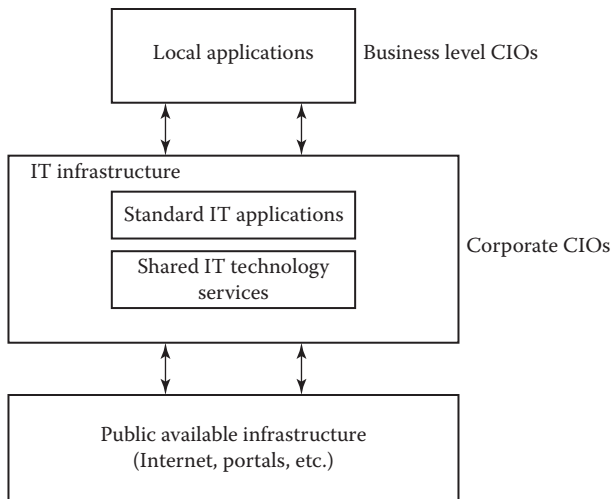 Local applications
Business level CIOs
IT infrastructure
Standard IT applications
Shared IT technology
services
Corporate CIOs
Public available infrastructure
(Internet, portals, etc.)